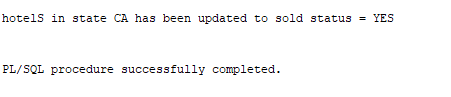 hotelS in state CA has been updated to sold status = YES
PL/SQL procedure successfully completed.